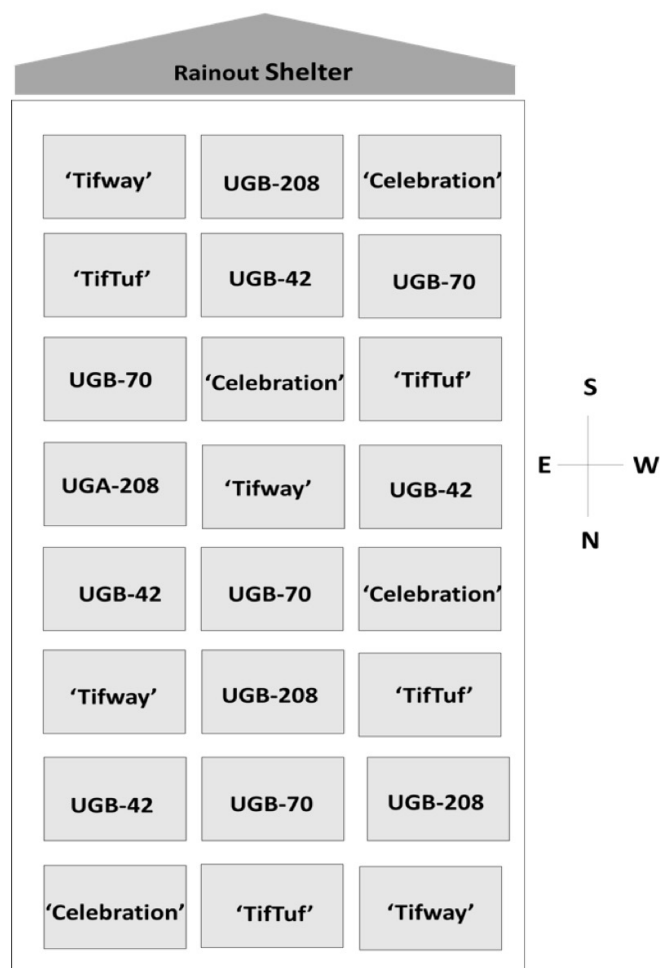 Rainout Shelter
‘Tifway’ UGB-208 ‘Celebration’
‘TifTuf’ UGB-42 UGB-70
UGB-70 ‘Celebration’ ‘TifTuf’
UGA-208 ‘Tifway’ UGB-42
UGB-42 UGB-70 ‘Celebration’
‘Tifway’ UGB-208 ‘TifTuf’
UGB-42 UGB-70 UGB-208
‘Celebration’ ‘TifTuf’ ‘Tifway’
S
E W
N